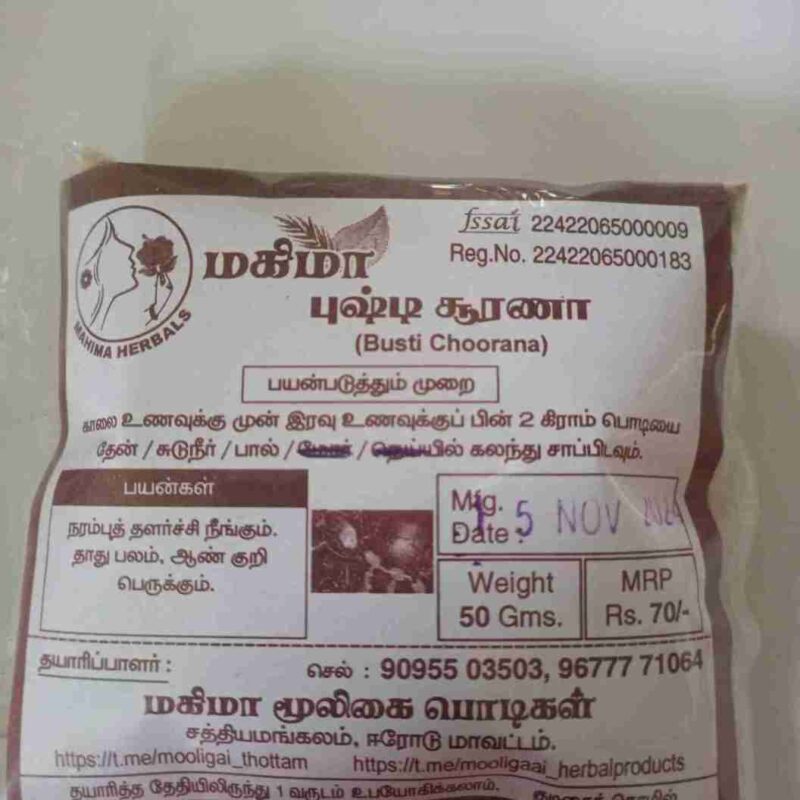 fssai 22422065000009
Reg.No. 22422065000183
மகிமா
MAHIMA HERBALS
புஷ்டி சூரணா
(Busti Choorana)
பயன்படுத்தும் முறை
காலை உணவுக்கு முன் இரவு உணவுக்குப் பின் 2 கிராம் பொடியை
தேன் / சுடுநீர் / பால் / மோர் / நெய்யில் கலந்து சாப்பிடவும்.
பயன்கள்
நரம்புத் தளர்ச்சி நீங்கும்.
தாது பலம், ஆண் குறி
பெருக்கும்.
Mfg.
Date : 15 NOV 2024
Weight
50 Gms.
MRP
Rs. 70/-
தயாரிப்பாளர் :
செல் : 90955 03503, 96777 71064
மகிமா மூலிகை பொடிகள்
சத்தியமங்கலம், ஈரோடு மாவட்டம்.
https://t.me/mooligai_thottam https://t.me/mooligaai_herbalproducts
தயாரித்த தேதியிலிருந்து 1 வருடம் உபயோகிக்கலாம்.